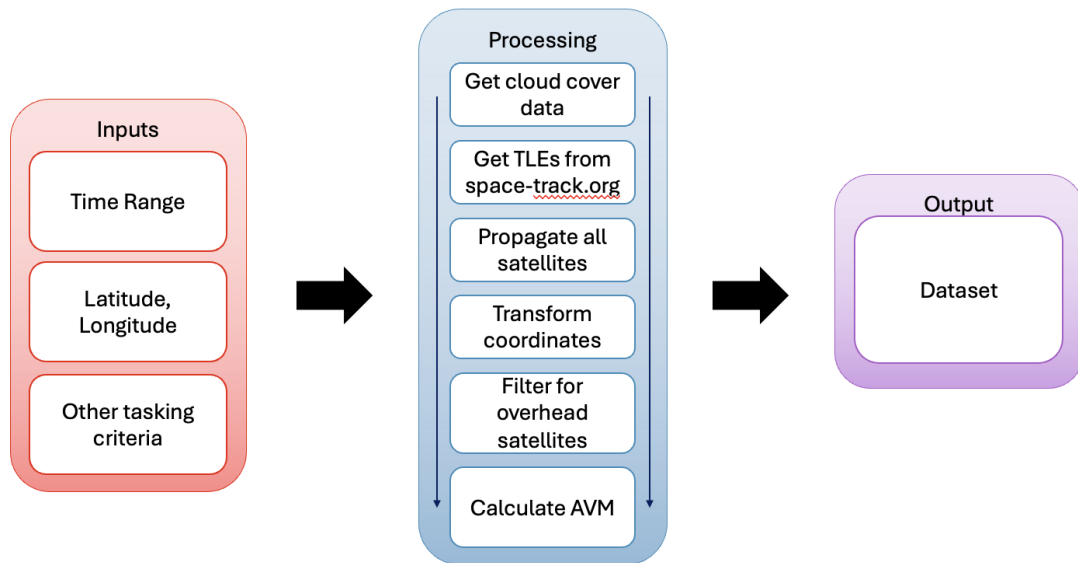 Inputs
Time Range
Latitude,
Longitude
Other tasking
criteria
Processing
Get cloud cover
data
Get TLEs from
space-track.org
Propagate all
satellites
Transform
coordinates
Filter for
overhead
satellites
Calculate AVM
Output
Dataset